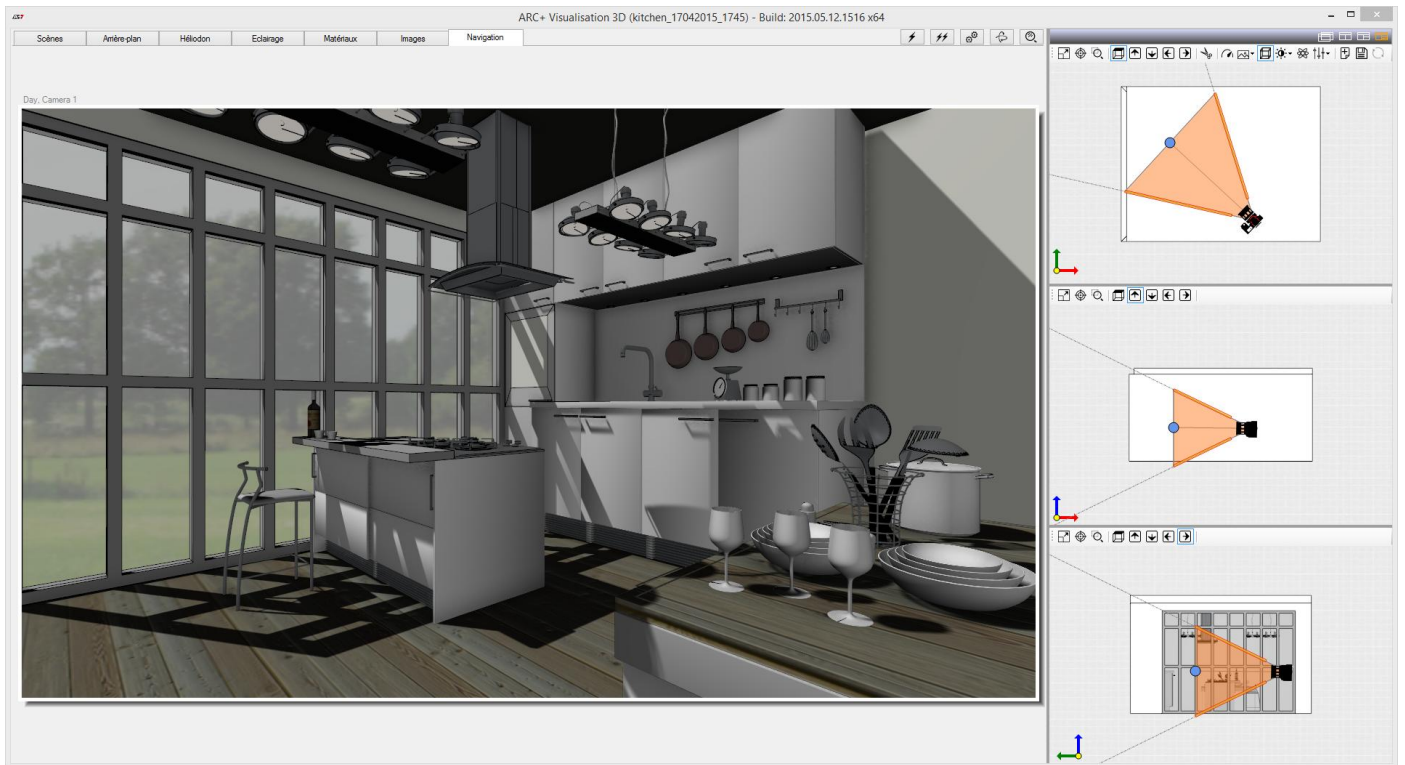 ARC+ Visualisation 3D (kitchen_17042015_1745) - Build: 2015.05.12.1516 x64
Scènes
Arrière-plan
Héliodon
Eclairage
Matériaux
Images
Navigation
Day, Camera 1